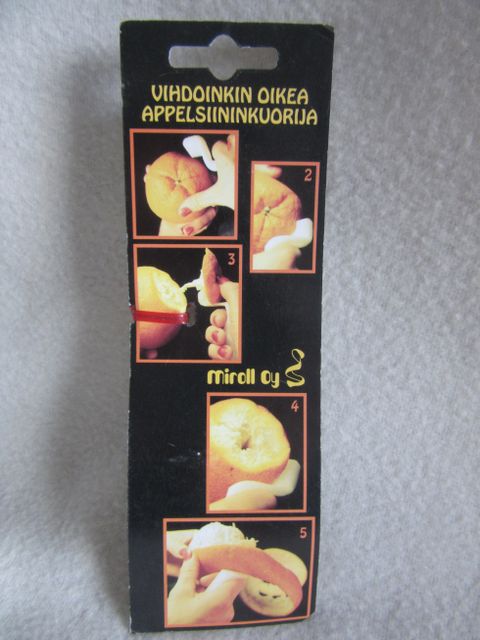 VIHDOINKIN OIKEA
APPELSIININKUORIJA
2
3
miroll oy
4
5